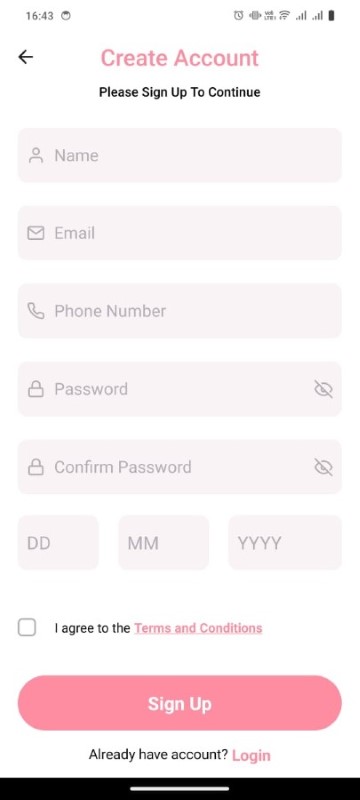 16:43
Create Account
Please Sign Up To Continue
Name
Email
Phone Number
Password
Confirm Password
DD MM YYYY
I agree to the Terms and Conditions
Sign Up
Already have account? Login